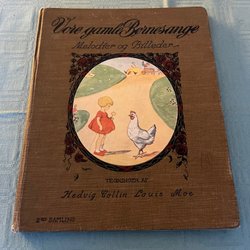 Vore gamle Børnesange
Melodier og Billeder
TEGNINGER AF
Hedvig Collin Louis Moe
2DEN SAMLING